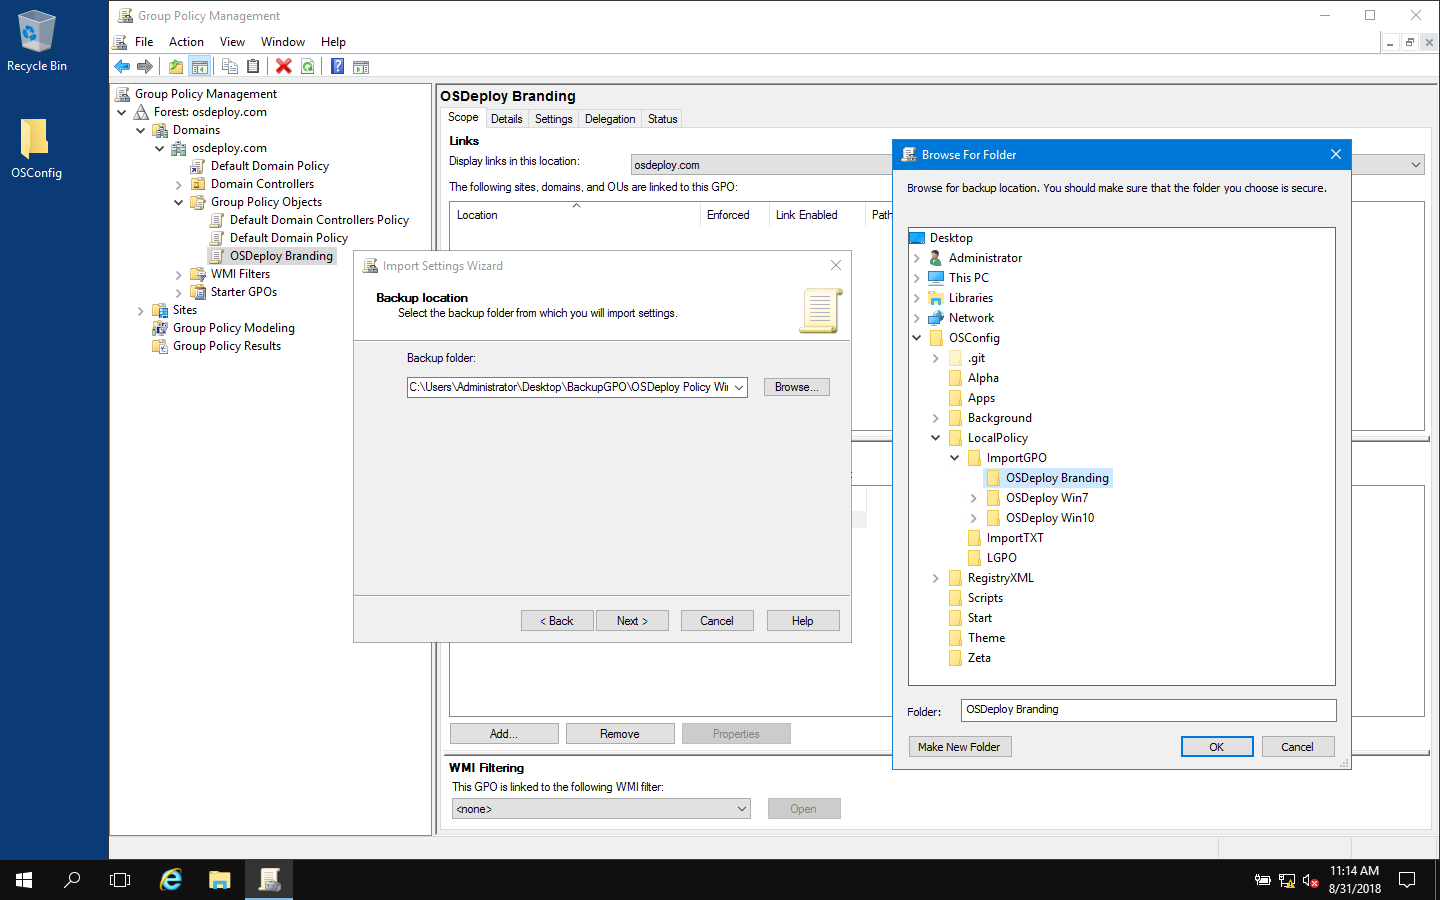 Recycle Bin
OSConfig
Group Policy Management
File Action View Window Help
Group Policy Management
Forest: osdeploy.com
Domains
osdeploy.com
Default Domain Policy
Domain Controllers
Group Policy Objects
Default Domain Controllers Policy
Default Domain Policy
OSDeploy Branding
WMI Filters
Starter GPOs
Sites
Group Policy Modeling
Group Policy Results
OSDeploy Branding
Scope Details Settings Delegation Status
Links
Display links in this location: osdeploy.com
The following sites, domains, and OUs are linked to this GPO:
Location Enforced Link Enabled Path
Import Settings Wizard
Backup location
Select the backup folder from which you will import settings.
Backup folder:
C:\Users\Administrator\Desktop\BackupGPO\OSDeploy Policy Wi
Browse...
< Back Next > Cancel Help
Add... Remove Properties
WMI Filtering
This GPO is linked to the following WMI filter:
<none> Open
Browse For Folder
Browse for backup location. You should make sure that the folder you choose is secure.
Desktop
Administrator
This PC
Libraries
Network
OSConfig
.git
Alpha
Apps
Background
LocalPolicy
ImportGPO
OSDeploy Branding
OSDeploy Win7
OSDeploy Win10
ImportTXT
LGPO
RegistryXML
Scripts
Start
Theme
Zeta
Folder: OSDeploy Branding
Make New Folder OK Cancel
11:14 AM
8/31/2018